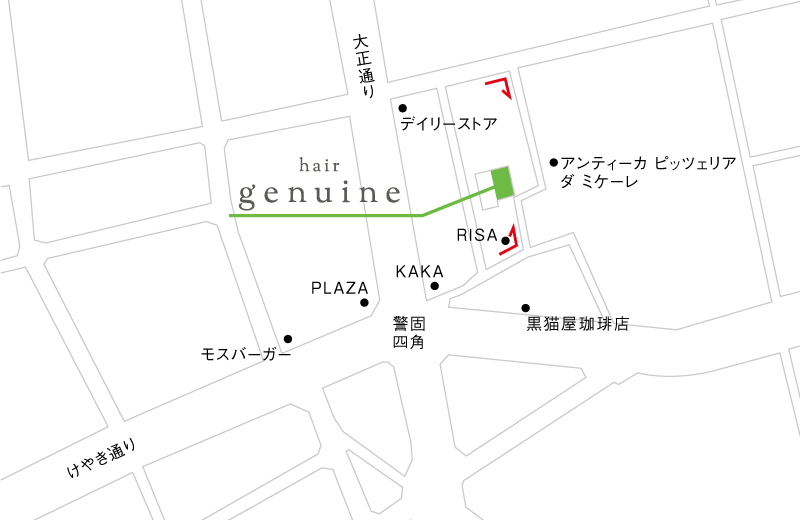 大正通り
デイリーストア
アンティーカ ピッツェリア
ダ ミケーレ
hair
genuine
RISA
KAKA
PLAZA
警固
四角
黒猫屋珈琲店
モスバーガー
けやき通り